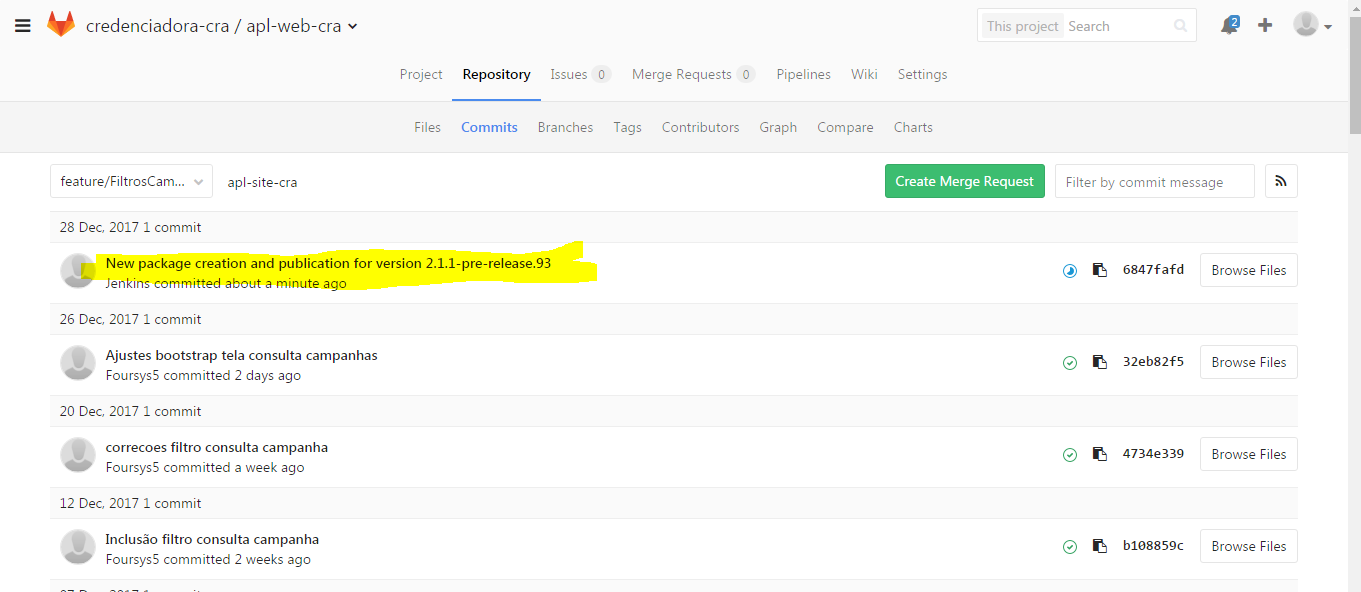 credenciadora-cra / apl-web-cra
This project Search
2
Project Repository Issues 0 Merge Requests 0 Pipelines Wiki Settings
Files Commits Branches Tags Contributors Graph Compare Charts
feature/FiltrosCam... apl-site-cra Create Merge Request Filter by commit message
28 Dec, 2017 1 commit
New package creation and publication for version 2.1.1-pre-release.93
Jenkins committed about a minute ago
6847fafd Browse Files
26 Dec, 2017 1 commit
Ajustes bootstrap tela consulta campanhas
Foursys5 committed 2 days ago
32eb82f5 Browse Files
20 Dec, 2017 1 commit
correcoes filtro consulta campanha
Foursys5 committed a week ago
4734e339 Browse Files
12 Dec, 2017 1 commit
Inclusão filtro consulta campanha
Foursys5 committed 2 weeks ago
b108859c Browse Files